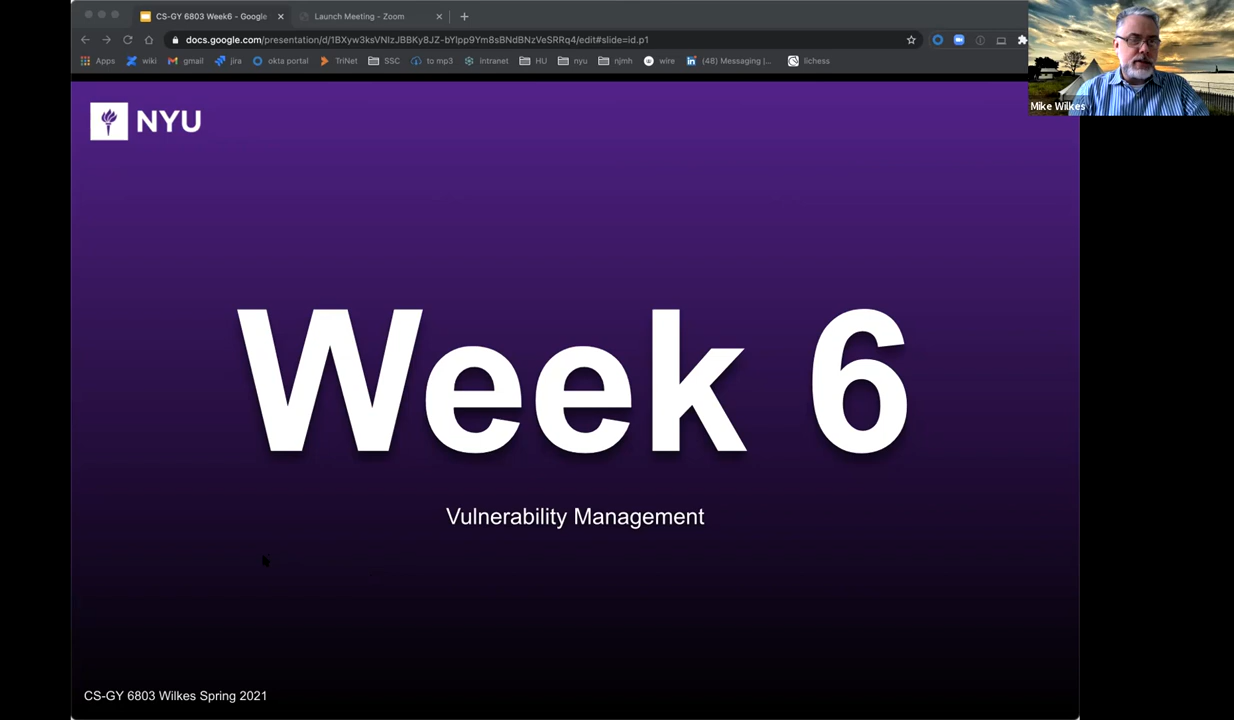 CS-GY 6803 Week6 - Google
Launch Meeting - Zoom
docs.google.com/presentation/d/1BXyw3ksVNIzJBBKy8JZ-bYlpp9Ym8sBNdBNzVeSRRq4/edit#slide=id.p1
Apps wiki gmail jira okta portal TriNet SSC to mp3 intranet HU nyu njmh wire (48) Messaging |... lichess
Mike Wilkes
NYU
Week 6
Vulnerability Management
CS-GY 6803 Wilkes Spring 2021